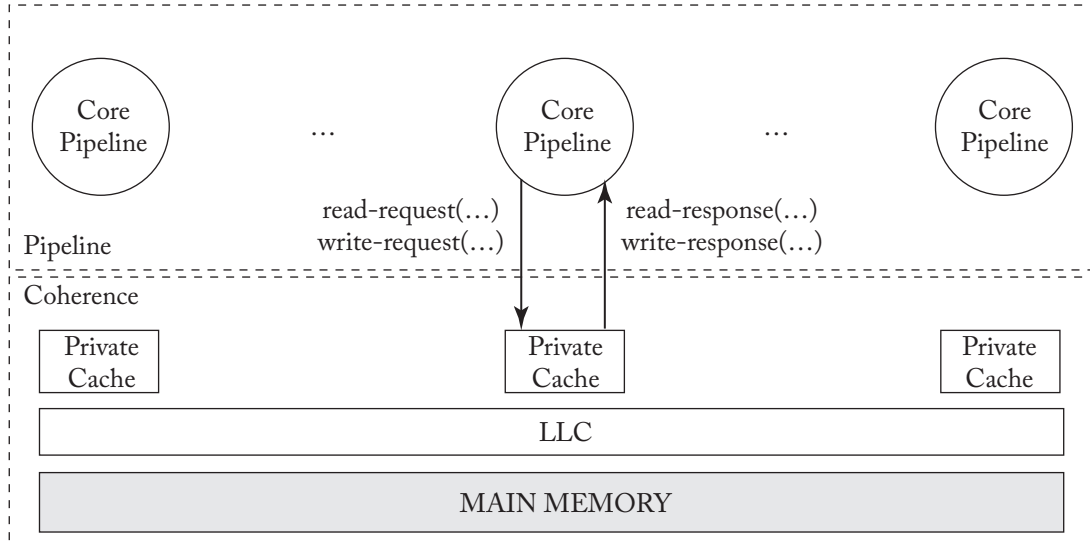 Core
Pipeline
...
Core
Pipeline
...
Core
Pipeline
read-request(...)
write-request(...)
read-response(...)
write-response(...)
Pipeline
Coherence
Private
Cache
Private
Cache
Private
Cache
LLC
MAIN MEMORY